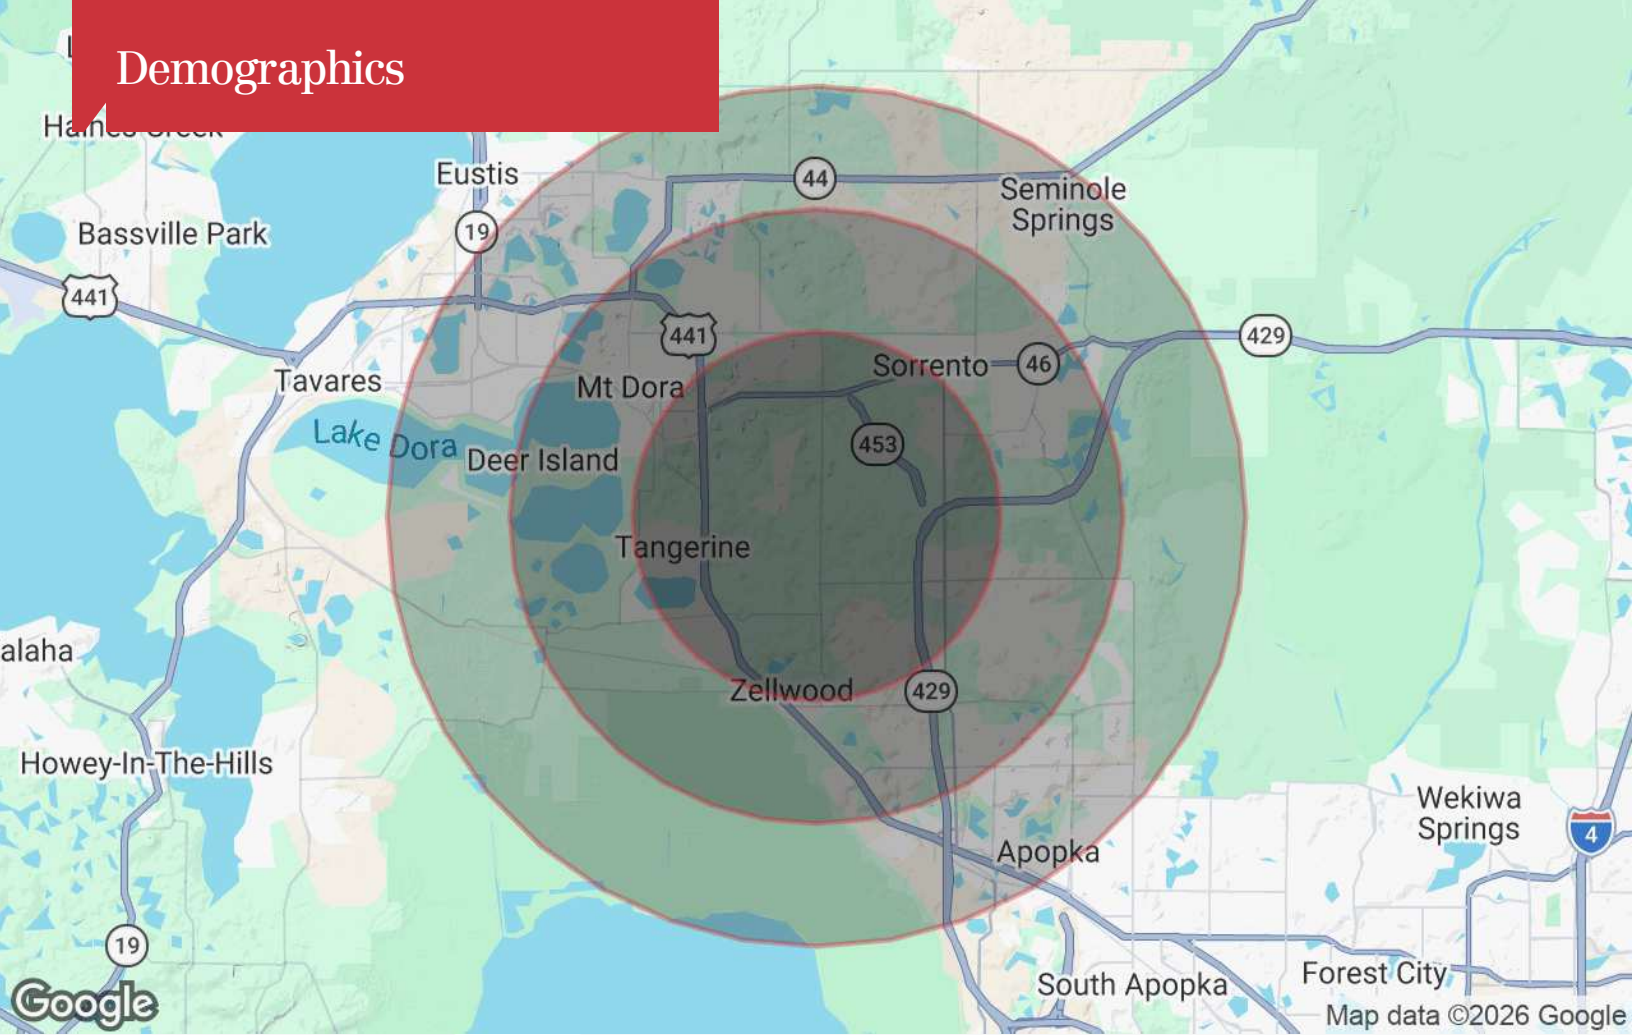 Demographics
Haines Creek
Eustis
44
Seminole
Springs
19
Bassville Park
441
441
429
Sorrento
46
Tavares
Mt Dora
Lake Dora
453
Deer Island
Tangerine
alaha
Zellwood
429
Howey-In-The-Hills
Wekiwa
Springs
4
Apopka
19
Forest City
South Apopka
Google
Map data ©2026 Google